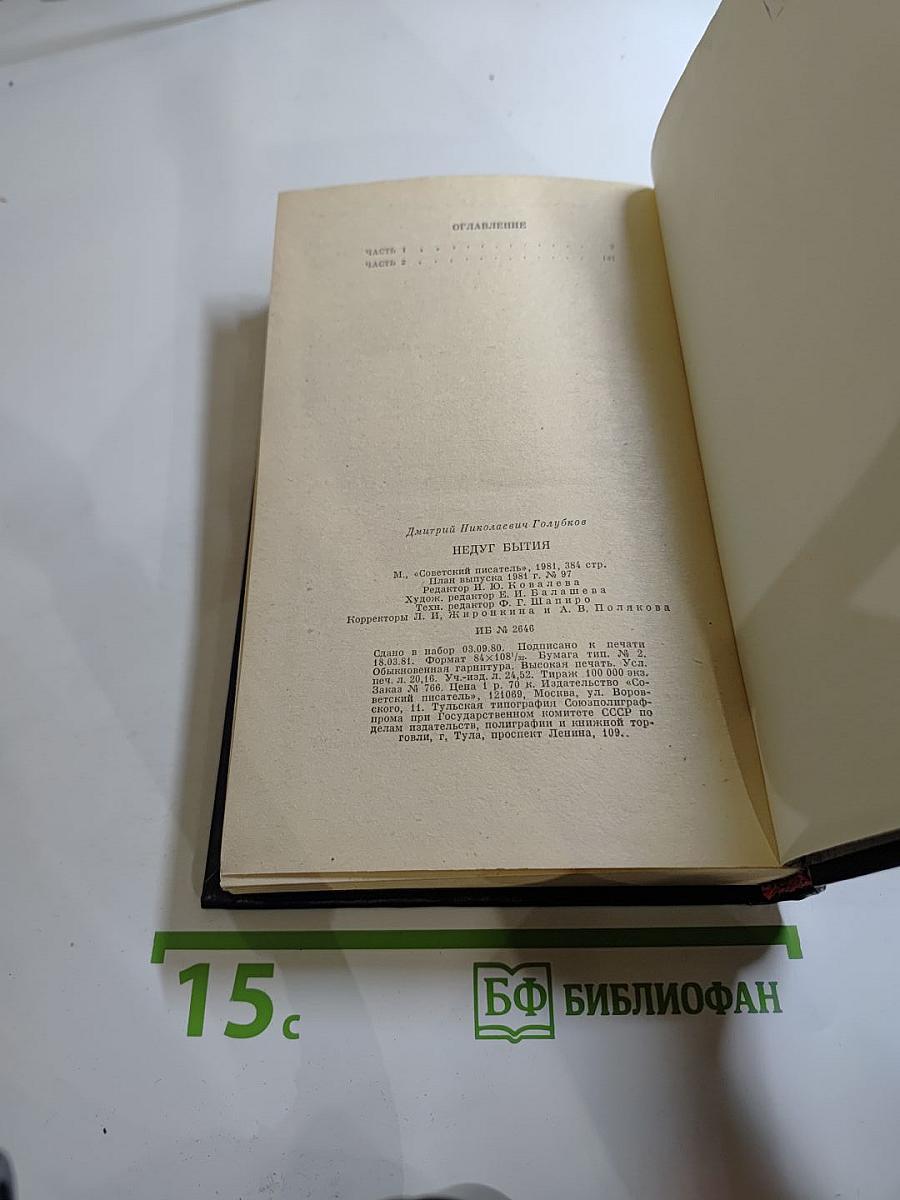 ОГЛАВЛЕНИЕ
ЧАСТЬ 1 . . . . . . . . . . . .
ЧАСТЬ 2 . . . . . . . . . . . .
Дмитрий Николаевич Голубков
НЕДУГ БЫТИЯ
М., «Советский писатель», 1981, 384 стр.
План выпуска 1981 г. № 97
Редактор И. Ю. Ковалева
Худож. редактор Е. И. Балашева
Техн. редактор Ф. Г. Шапиро
Корректоры Л. И. Жиронкина и А. В. Полякова
ИБ № 2646
Сдано в набор 03.09.80. Подписано к печати
18.03.81. Формат 84×108¹/₃₂. Бумага тип. № 2.
Обыкновенная гарнитура. Высокая печать. Усл.
печ. л. 20,16. Уч.-изд. л. 24,52. Тираж 100 000 экз.
Заказ № 766. Цена 1 р. 70 к. Издательство «Со-
ветский писатель», 121069, Москва, ул. Воров-
ского, 11. Тульская типография Союзполиграф-
прома при Государственном комитете СССР по
делам издательств, полиграфии и книжной тор-
говли, г. Тула, проспект Ленина, 109.
15 с
БФ БИБЛИОФАН